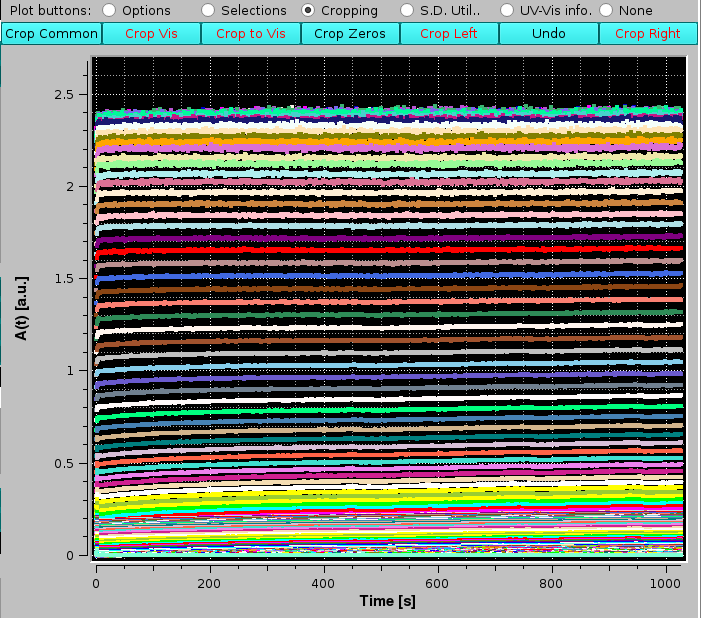 Plot buttons: Options Selections Cropping S.D. Util.. UV-Vis info. None
Crop Common Crop Vis Crop to Vis Crop Zeros Crop Left Undo Crop Right
2.5
2
1.5
1
0.5
0
A(t) [a.u.]
0 200 400 600 800 1000
Time [s]